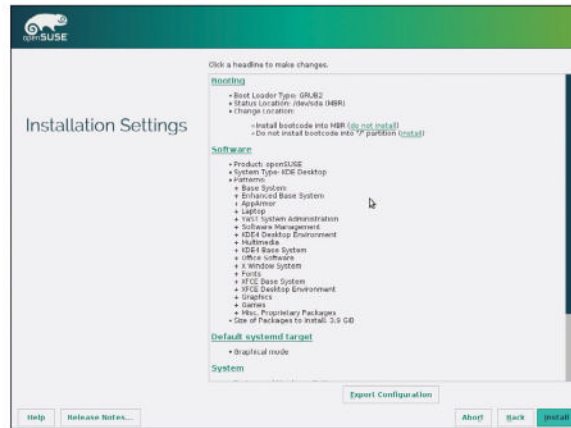 openSUSE
Click a headline to make changes.
Installation Settings
Booting
• Boot Loader Type: GRUB2
• Status Location: /dev/sda (MBR)
• Change Location:
◦ Install bootcode into MBR (do not install)
◦ Do not install bootcode into "/" partition (install)
Software
• Product: openSUSE
• System Type: KDE Desktop
• Patterns:
+ Base System
+ Enhanced Base System
+ AppArmor
+ Laptop
+ YaST System Administration
+ Software Management
+ KDE4 Desktop Environment
+ Multimedia
+ KDE4 Base System
+ Office Software
+ X Window System
+ Fonts
+ XFCE Base System
+ XFCE Desktop Environment
+ Graphics
+ Games
+ Misc. Proprietary Packages
• Size of Packages to Install: 3.9 GiB
Default systemd target
• Graphical mode
System
Export Configuration
Help
Release Notes...
Abort
Back
Install